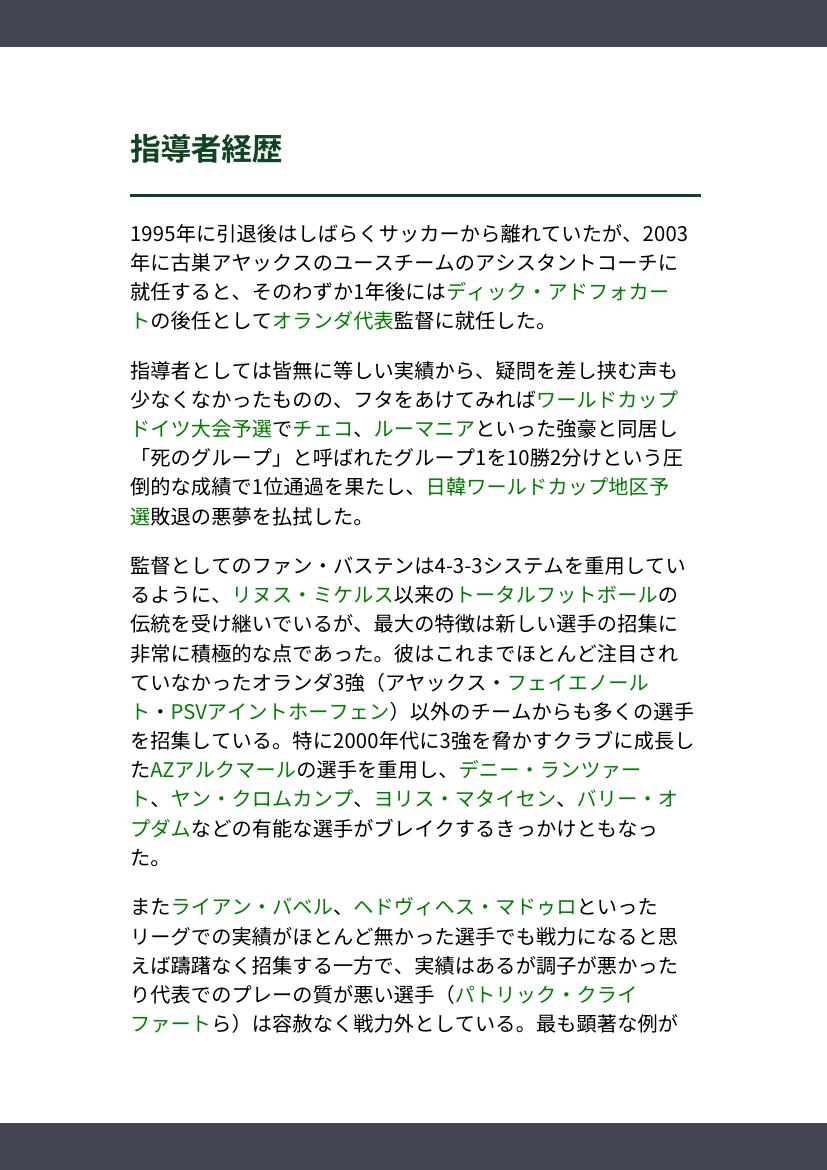 指導者経歴
1995年に引退後はしばらくサッカーから離れていたが、2003
年に古巣アヤックスのユースチームのアシスタントコーチに
就任すると、そのわずか1年後にはディック・アドフォカー
トの後任としてオランダ代表監督に就任した。
指導者としては皆無に等しい実績から、疑問を差し挟む声も
少なくなかったものの、フタをあけてみればワールドカップ
ドイツ大会予選でチェコ、ルーマニアといった強豪と同居し
「死のグループ」と呼ばれたグループ1を10勝2分けという圧
倒的な成績で1位通過を果たし、日韓ワールドカップ地区予
選敗退の悪夢を払拭した。
監督としてのファン・バステンは4-3-3システムを重用してい
るように、リヌス・ミケルス以来のトータルフットボールの
伝統を受け継いでいるが、最大の特徴は新しい選手の招集に
非常に積極的な点であった。彼はこれまでほとんど注目され
ていなかったオランダ3強（アヤックス・フェイエノール
ト・PSVアイントホーフェン）以外のチームからも多くの選手
を招集している。特に2000年代に3強を脅かすクラブに成長し
たAZアルクマールの選手を重用し、デニー・ランツァー
ト、ヤン・クロムカンプ、ヨリス・マタイセン、バリー・オ
プダムなどの有能な選手がブレイクするきっかけともなっ
た。
またライアン・バベル、ヘドヴィヘス・マドゥロといった
リーグでの実績がほとんど無かった選手でも戦力になると思
えば躊躇なく招集する一方で、実績はあるが調子が悪かった
り代表でのプレーの質が悪い選手（パトリック・クライ
ファートら）は容赦なく戦力外としている。最も顕著な例が